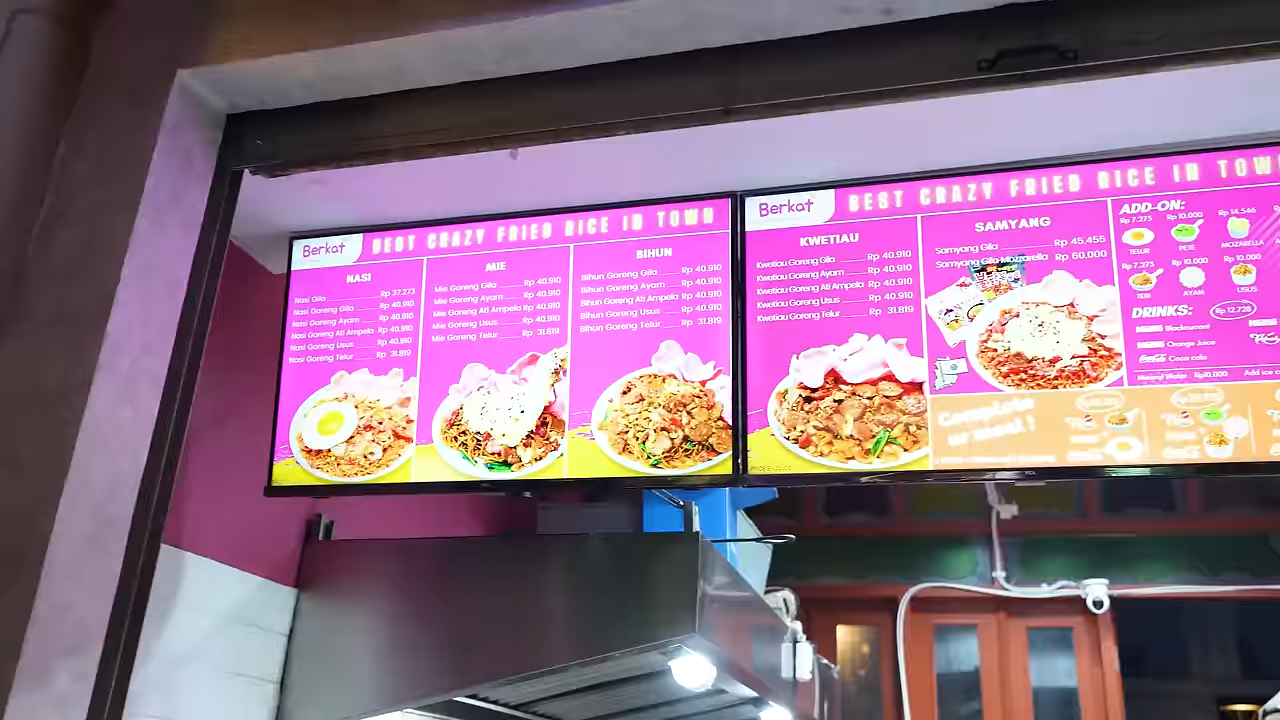 Berkat
BEST CRAZY FRIED RICE IN TOWN
NASI
Nasi Gila Rp 37.273
Nasi Goreng Gila Rp 40.910
Nasi Goreng Ayam Rp 40.910
Nasi Goreng Ati Ampela Rp 40.910
Nasi Goreng Usus Rp 40.910
Nasi Goreng Telur Rp 31.819
MIE
Mie Goreng Gila Rp 40.910
Mie Goreng Ayam Rp 40.910
Mie Goreng Ati Ampela Rp 40.910
Mie Goreng Usus Rp 40.910
Mie Goreng Telur Rp 31.819
BIHUN
Bihun Goreng Gila Rp 40.910
Bihun Goreng Ayam Rp 40.910
Bihun Goreng Ati Ampela Rp 40.910
Bihun Goreng Usus Rp 40.910
Bihun Goreng Telur Rp 31.819
Berkat
BEST CRAZY FRIED RICE IN TOW
KWETIAU
Kwetiau Goreng Gila Rp 40.910
Kwetiau Goreng Ayam Rp 40.910
Kwetiau Goreng Ati Ampela Rp 40.910
Kwetiau Goreng Usus Rp 40.910
Kwetiau Goreng Telur Rp 31.819
SAMYANG
Samyang Gila Rp 45.455
Samyang Gila Mozzarella Rp 60.000
ADD-ON:
Rp 7.275 Rp 10.000 Rp 14.546
TELUR PETE MOZARELLA
Rp 7.275 Rp 10.000 Rp 10.000
TERI AYAM USUS
DRINKS: Rp 12.728
Blackcurrant
Orange Juice
Coca-Cola Coca cola
Mineral Water Rp10.000 Add ice c
Complete
ur meal!
TCL